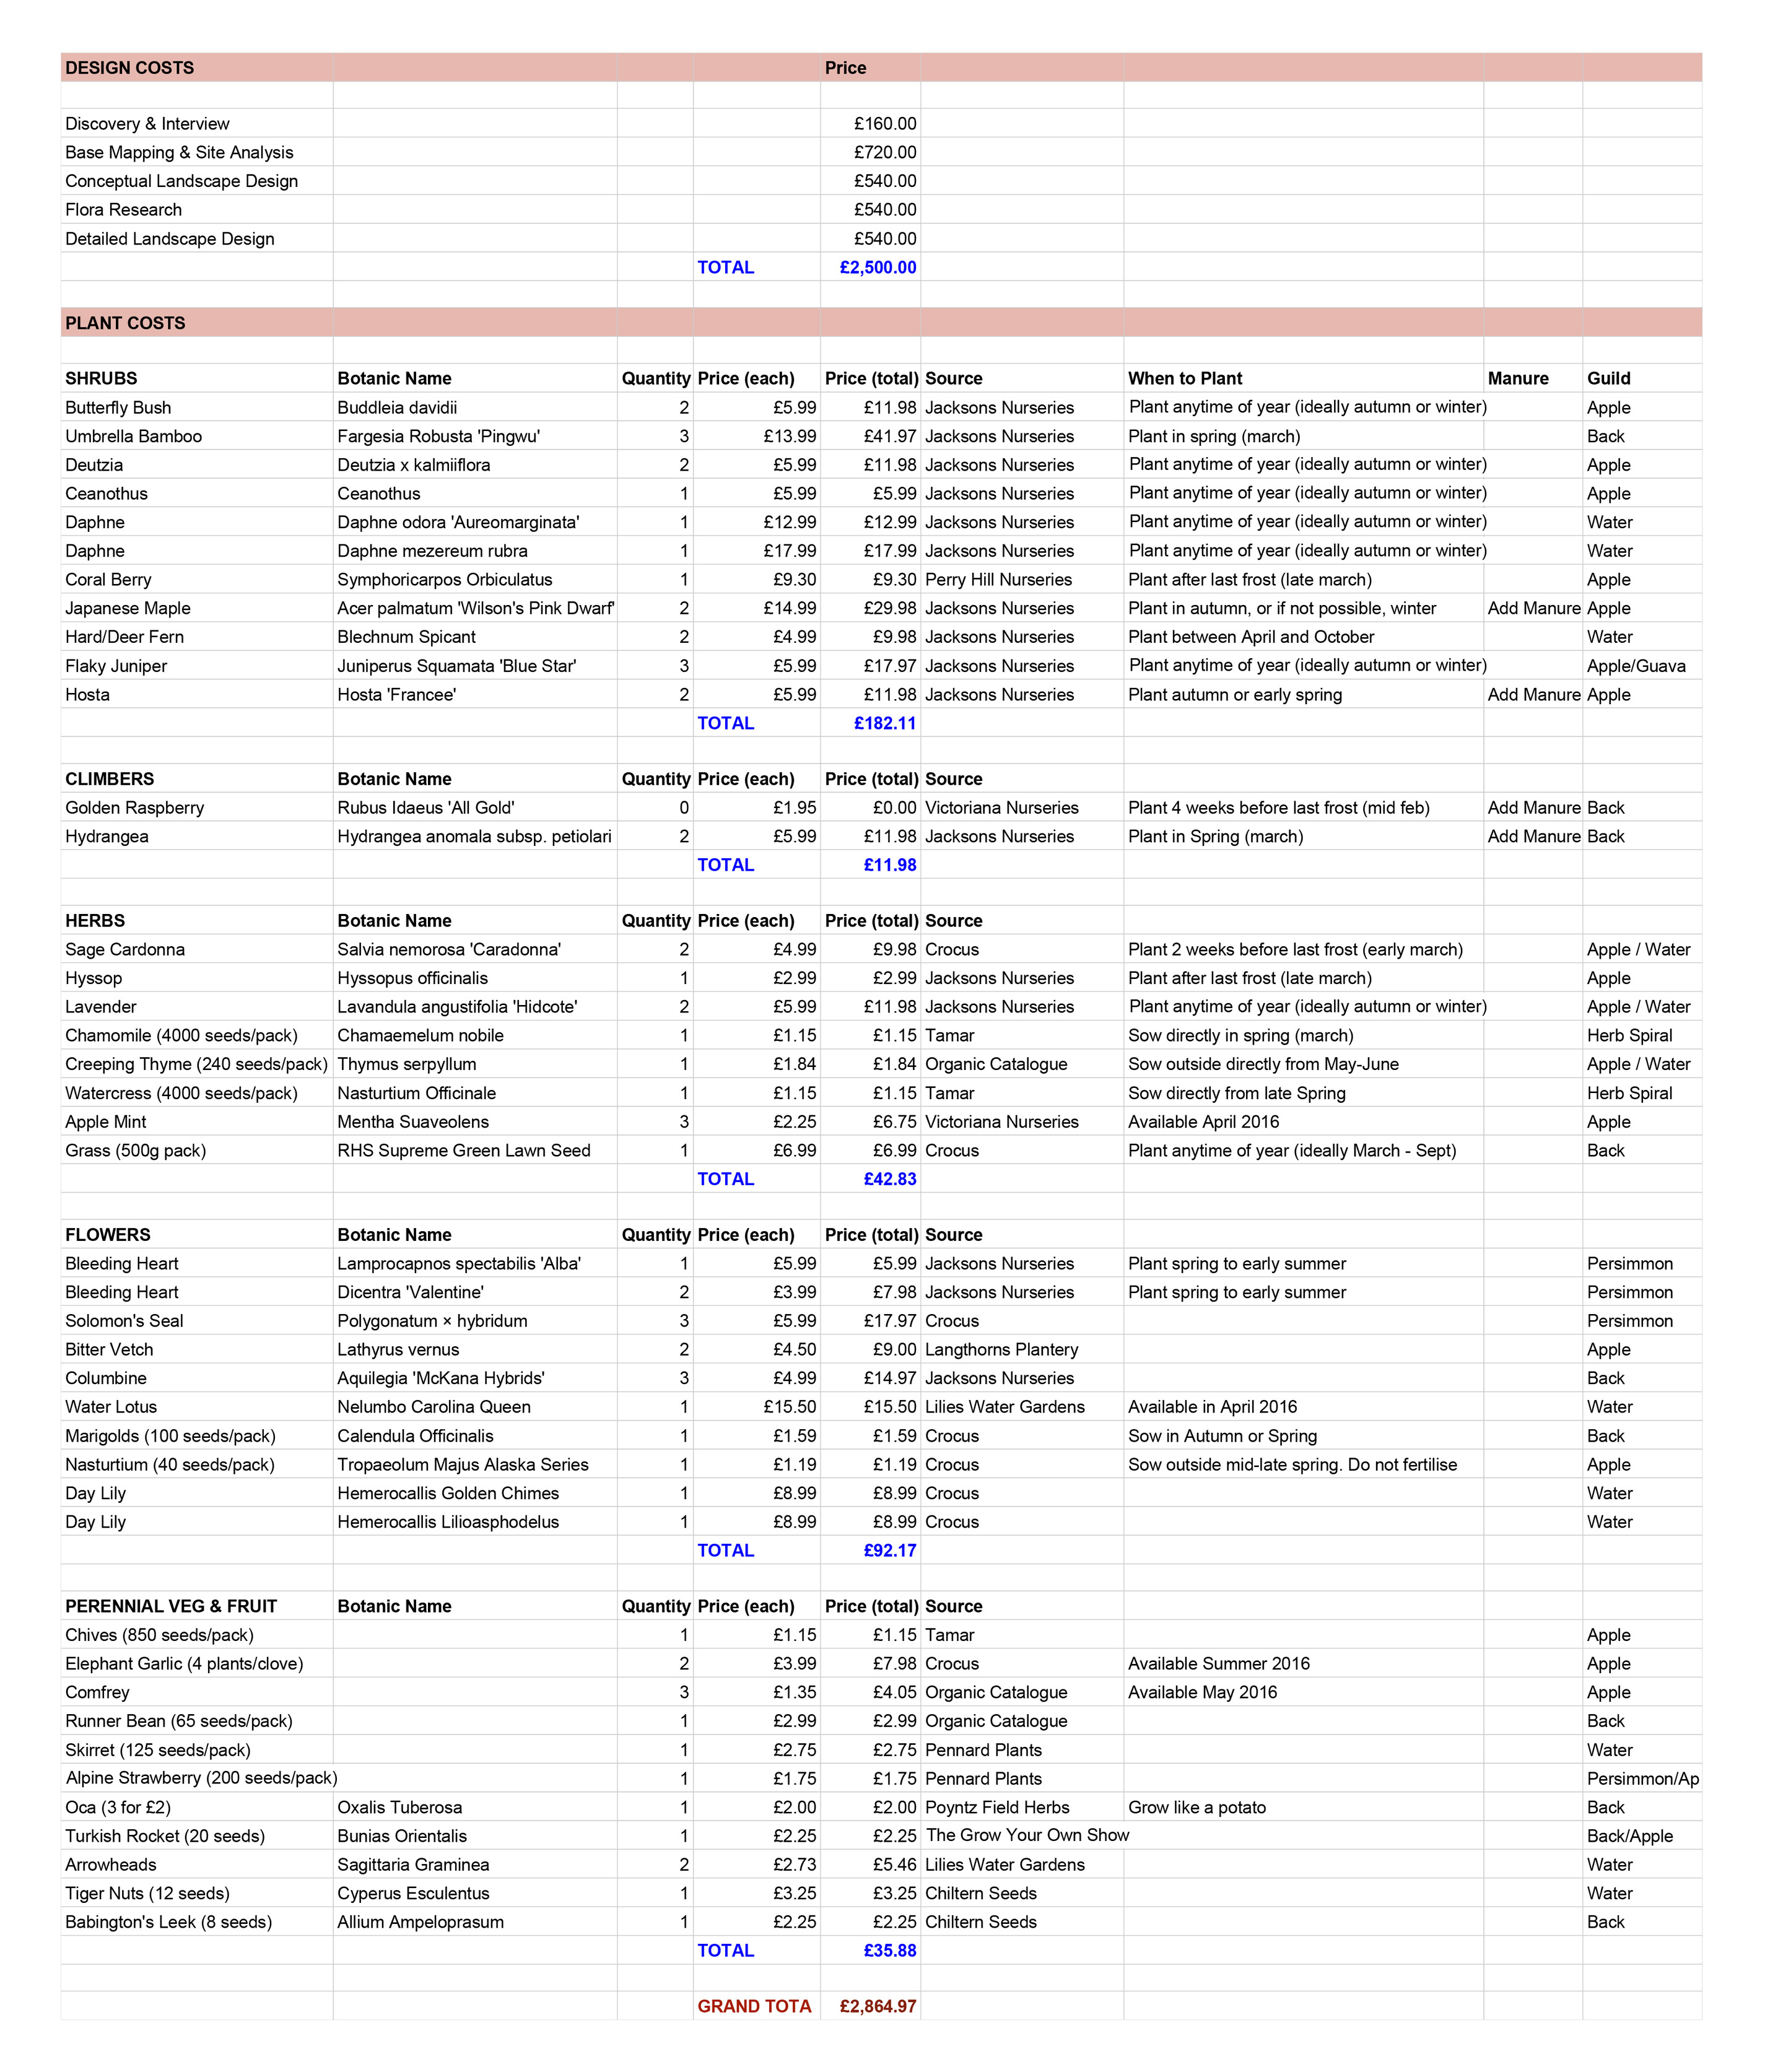 DESIGN COSTS Price
Discovery & Interview £160.00
Base Mapping & Site Analysis £720.00
Conceptual Landscape Design £540.00
Flora Research £540.00
Detailed Landscape Design £540.00
TOTAL £2,500.00
PLANT COSTS
SHRUBS Botanic Name Quantity Price (each) Price (total) Source When to Plant Manure Guild
Butterfly Bush Buddleia davidii 2 £5.99 £11.98 Jacksons Nurseries Plant anytime of year (ideally autumn or winter) Apple
Umbrella Bamboo Fargesia Robusta 'Pingwu' 3 £13.99 £41.97 Jacksons Nurseries Plant in spring (march) Back
Deutzia Deutzia x kalmiiflora 2 £5.99 £11.98 Jacksons Nurseries Plant anytime of year (ideally autumn or winter) Apple
Ceanothus Ceanothus 1 £5.99 £5.99 Jacksons Nurseries Plant anytime of year (ideally autumn or winter) Apple
Daphne Daphne odora 'Aureomarginata' 1 £12.99 £12.99 Jacksons Nurseries Plant anytime of year (ideally autumn or winter) Water
Daphne Daphne mezereum rubra 1 £17.99 £17.99 Jacksons Nurseries Plant anytime of year (ideally autumn or winter) Water
Coral Berry Symphoricarpos Orbiculatus 1 £9.30 £9.30 Perry Hill Nurseries Plant after last frost (late march) Apple
Japanese Maple Acer palmatum 'Wilson's Pink Dwarf' 2 £14.99 £29.98 Jacksons Nurseries Plant in autumn, or if not possible, winter Add Manure Apple
Hard/Deer Fern Blechnum Spicant 2 £4.99 £9.98 Jacksons Nurseries Plant between April and October Water
Flaky Juniper Juniperus Squamata 'Blue Star' 3 £5.99 £17.97 Jacksons Nurseries Plant anytime of year (ideally autumn or winter) Apple/Guava
Hosta Hosta 'Francee' 2 £5.99 £11.98 Jacksons Nurseries Plant autumn or early spring Add Manure Apple
TOTAL £182.11
CLIMBERS Botanic Name Quantity Price (each) Price (total) Source
Golden Raspberry Rubus Idaeus 'All Gold' 0 £1.95 £0.00 Victoriana Nurseries Plant 4 weeks before last frost (mid feb) Add Manure Back
Hydrangea Hydrangea anomala subsp. petiolari 2 £5.99 £11.98 Jacksons Nurseries Plant in Spring (march) Add Manure Back
TOTAL £11.98
HERBS Botanic Name Quantity Price (each) Price (total) Source
Sage Cardonna Salvia nemorosa 'Caradonna' 2 £4.99 £9.98 Crocus Plant 2 weeks before last frost (early march) Apple / Water
Hyssop Hyssopus officinalis 1 £2.99 £2.99 Jacksons Nurseries Plant after last frost (late march) Apple
Lavender Lavandula angustifolia 'Hidcote' 2 £5.99 £11.98 Jacksons Nurseries Plant anytime of year (ideally autumn or winter) Apple / Water
Chamomile (4000 seeds/pack) Chamaemelum nobile 1 £1.15 £1.15 Tamar Sow directly in spring (march) Herb Spiral
Creeping Thyme (240 seeds/pack) Thymus serpyllum 1 £1.84 £1.84 Organic Catalogue Sow outside directly from May-June Apple / Water
Watercress (4000 seeds/pack) Nasturtium Officinale 1 £1.15 £1.15 Tamar Sow directly from late Spring Herb Spiral
Apple Mint Mentha Suaveolens 3 £2.25 £6.75 Victoriana Nurseries Available April 2016 Apple
Grass (500g pack) RHS Supreme Green Lawn Seed 1 £6.99 £6.99 Crocus Plant anytime of year (ideally March - Sept) Back
TOTAL £42.83
FLOWERS Botanic Name Quantity Price (each) Price (total) Source
Bleeding Heart Lamprocapnos spectabilis 'Alba' 1 £5.99 £5.99 Jacksons Nurseries Plant spring to early summer Persimmon
Bleeding Heart Dicentra 'Valentine' 2 £3.99 £7.98 Jacksons Nurseries Plant spring to early summer Persimmon
Solomon's Seal Polygonatum × hybridum 3 £5.99 £17.97 Crocus Persimmon
Bitter Vetch Lathyrus vernus 2 £4.50 £9.00 Langthorns Plantery Apple
Columbine Aquilegia 'McKana Hybrids' 3 £4.99 £14.97 Jacksons Nurseries Back
Water Lotus Nelumbo Carolina Queen 1 £15.50 £15.50 Lilies Water Gardens Available in April 2016 Water
Marigolds (100 seeds/pack) Calendula Officinalis 1 £1.59 £1.59 Crocus Sow in Autumn or Spring Back
Nasturtium (40 seeds/pack) Tropaeolum Majus Alaska Series 1 £1.19 £1.19 Crocus Sow outside mid-late spring. Do not fertilise Apple
Day Lily Hemerocallis Golden Chimes 1 £8.99 £8.99 Crocus Water
Day Lily Hemerocallis Lilioasphodelus 1 £8.99 £8.99 Crocus Water
TOTAL £92.17
PERENNIAL VEG & FRUIT Botanic Name Quantity Price (each) Price (total) Source
Chives (850 seeds/pack) 1 £1.15 £1.15 Tamar Apple
Elephant Garlic (4 plants/clove) 2 £3.99 £7.98 Crocus Available Summer 2016 Apple
Comfrey 3 £1.35 £4.05 Organic Catalogue Available May 2016 Apple
Runner Bean (65 seeds/pack) 1 £2.99 £2.99 Organic Catalogue Back
Skirret (125 seeds/pack) 1 £2.75 £2.75 Pennard Plants Water
Alpine Strawberry (200 seeds/pack) 1 £1.75 £1.75 Pennard Plants Persimmon/Ap
Oca (3 for £2) Oxalis Tuberosa 1 £2.00 £2.00 Poyntz Field Herbs Grow like a potato Back
Turkish Rocket (20 seeds) Bunias Orientalis 1 £2.25 £2.25 The Grow Your Own Show Back/Apple
Arrowheads Sagittaria Graminea 2 £2.73 £5.46 Lilies Water Gardens Water
Tiger Nuts (12 seeds) Cyperus Esculentus 1 £3.25 £3.25 Chiltern Seeds Water
Babington's Leek (8 seeds) Allium Ampeloprasum 1 £2.25 £2.25 Chiltern Seeds Back
TOTAL £35.88
GRAND TOTA £2,864.97